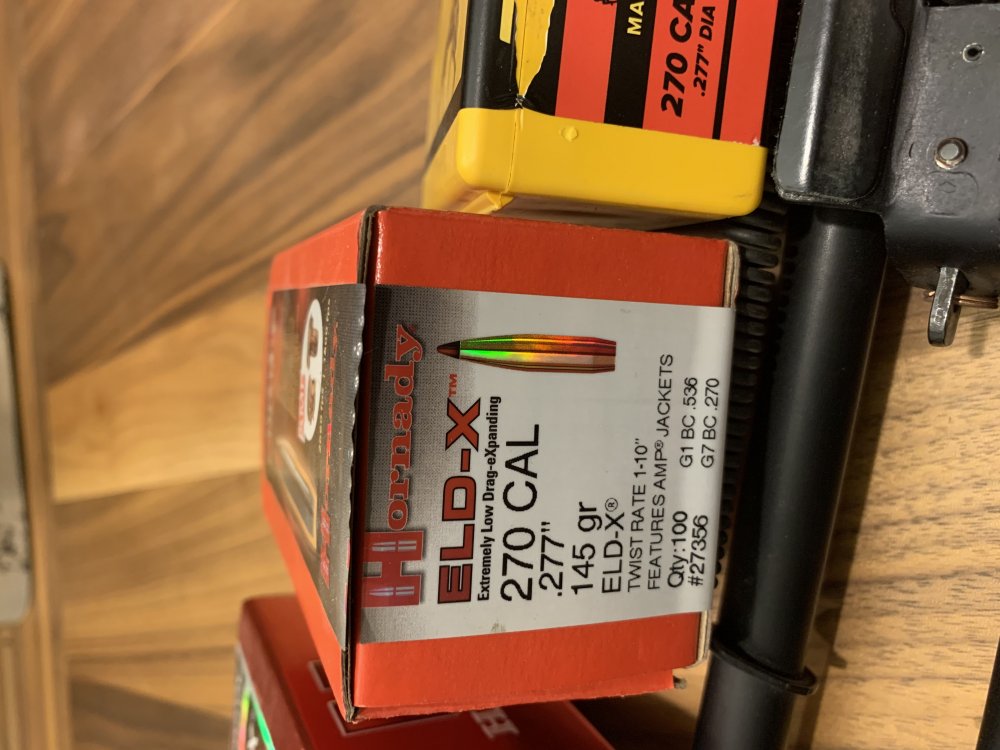 Hornady
ELD-X™
Extremely Low Drag-eXpanding
270 CAL
.277"
145 gr
ELD-X®
TWIST RATE 1-10"
FEATURES AMP® JACKETS
Qty:100 G1 BC .536
#27356 G7 BC .270
MA
270 CA
.277" DIA
H